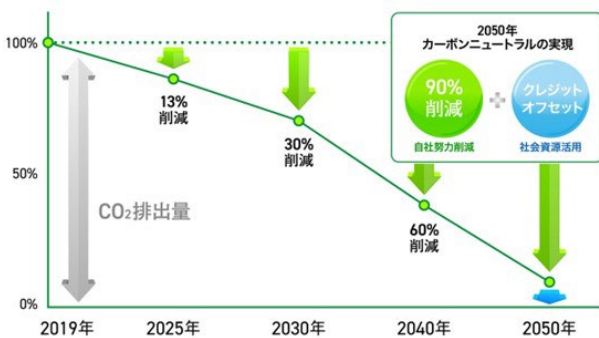 100%
50%
0%
CO₂排出量
13%
削減
30%
削減
60%
削減
2050年
カーボンニュートラルの実現
90%
削減
クレジット
オフセット
自社努力削減
社会資源活用
2019年
2025年
2030年
2040年
2050年